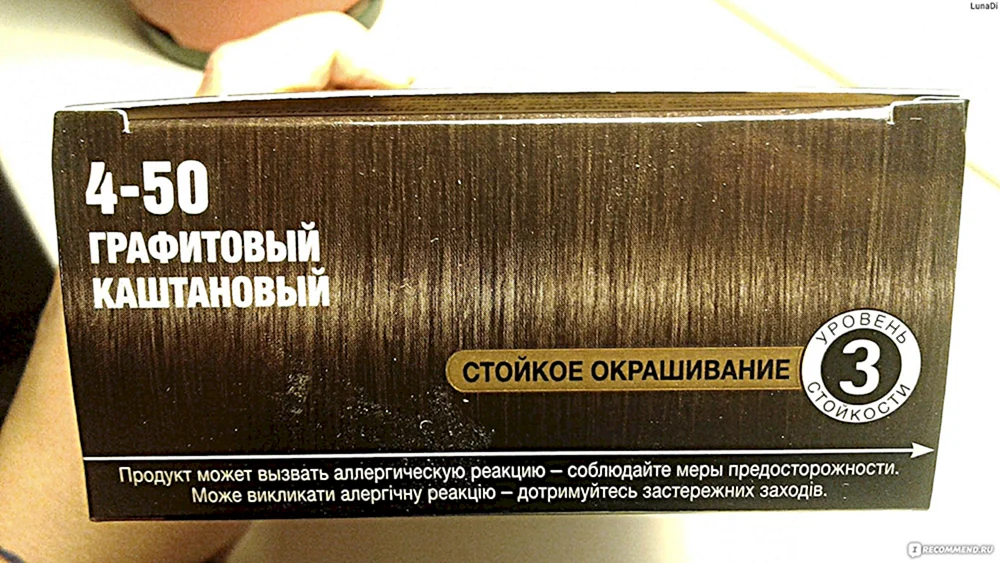 LunaDi
4-50
ГРАФИТОВЫЙ
КАШТАНОВЫЙ
СТОЙКОЕ ОКРАШИВАНИЕ
УРОВЕНЬ
3
СТОЙКОСТИ
Продукт может вызвать аллергическую реакцию – соблюдайте меры предосторожности.
Може викликати алергічну реакцію – дотримуйтесь застережних заходів.
IRECOMMEND.RU